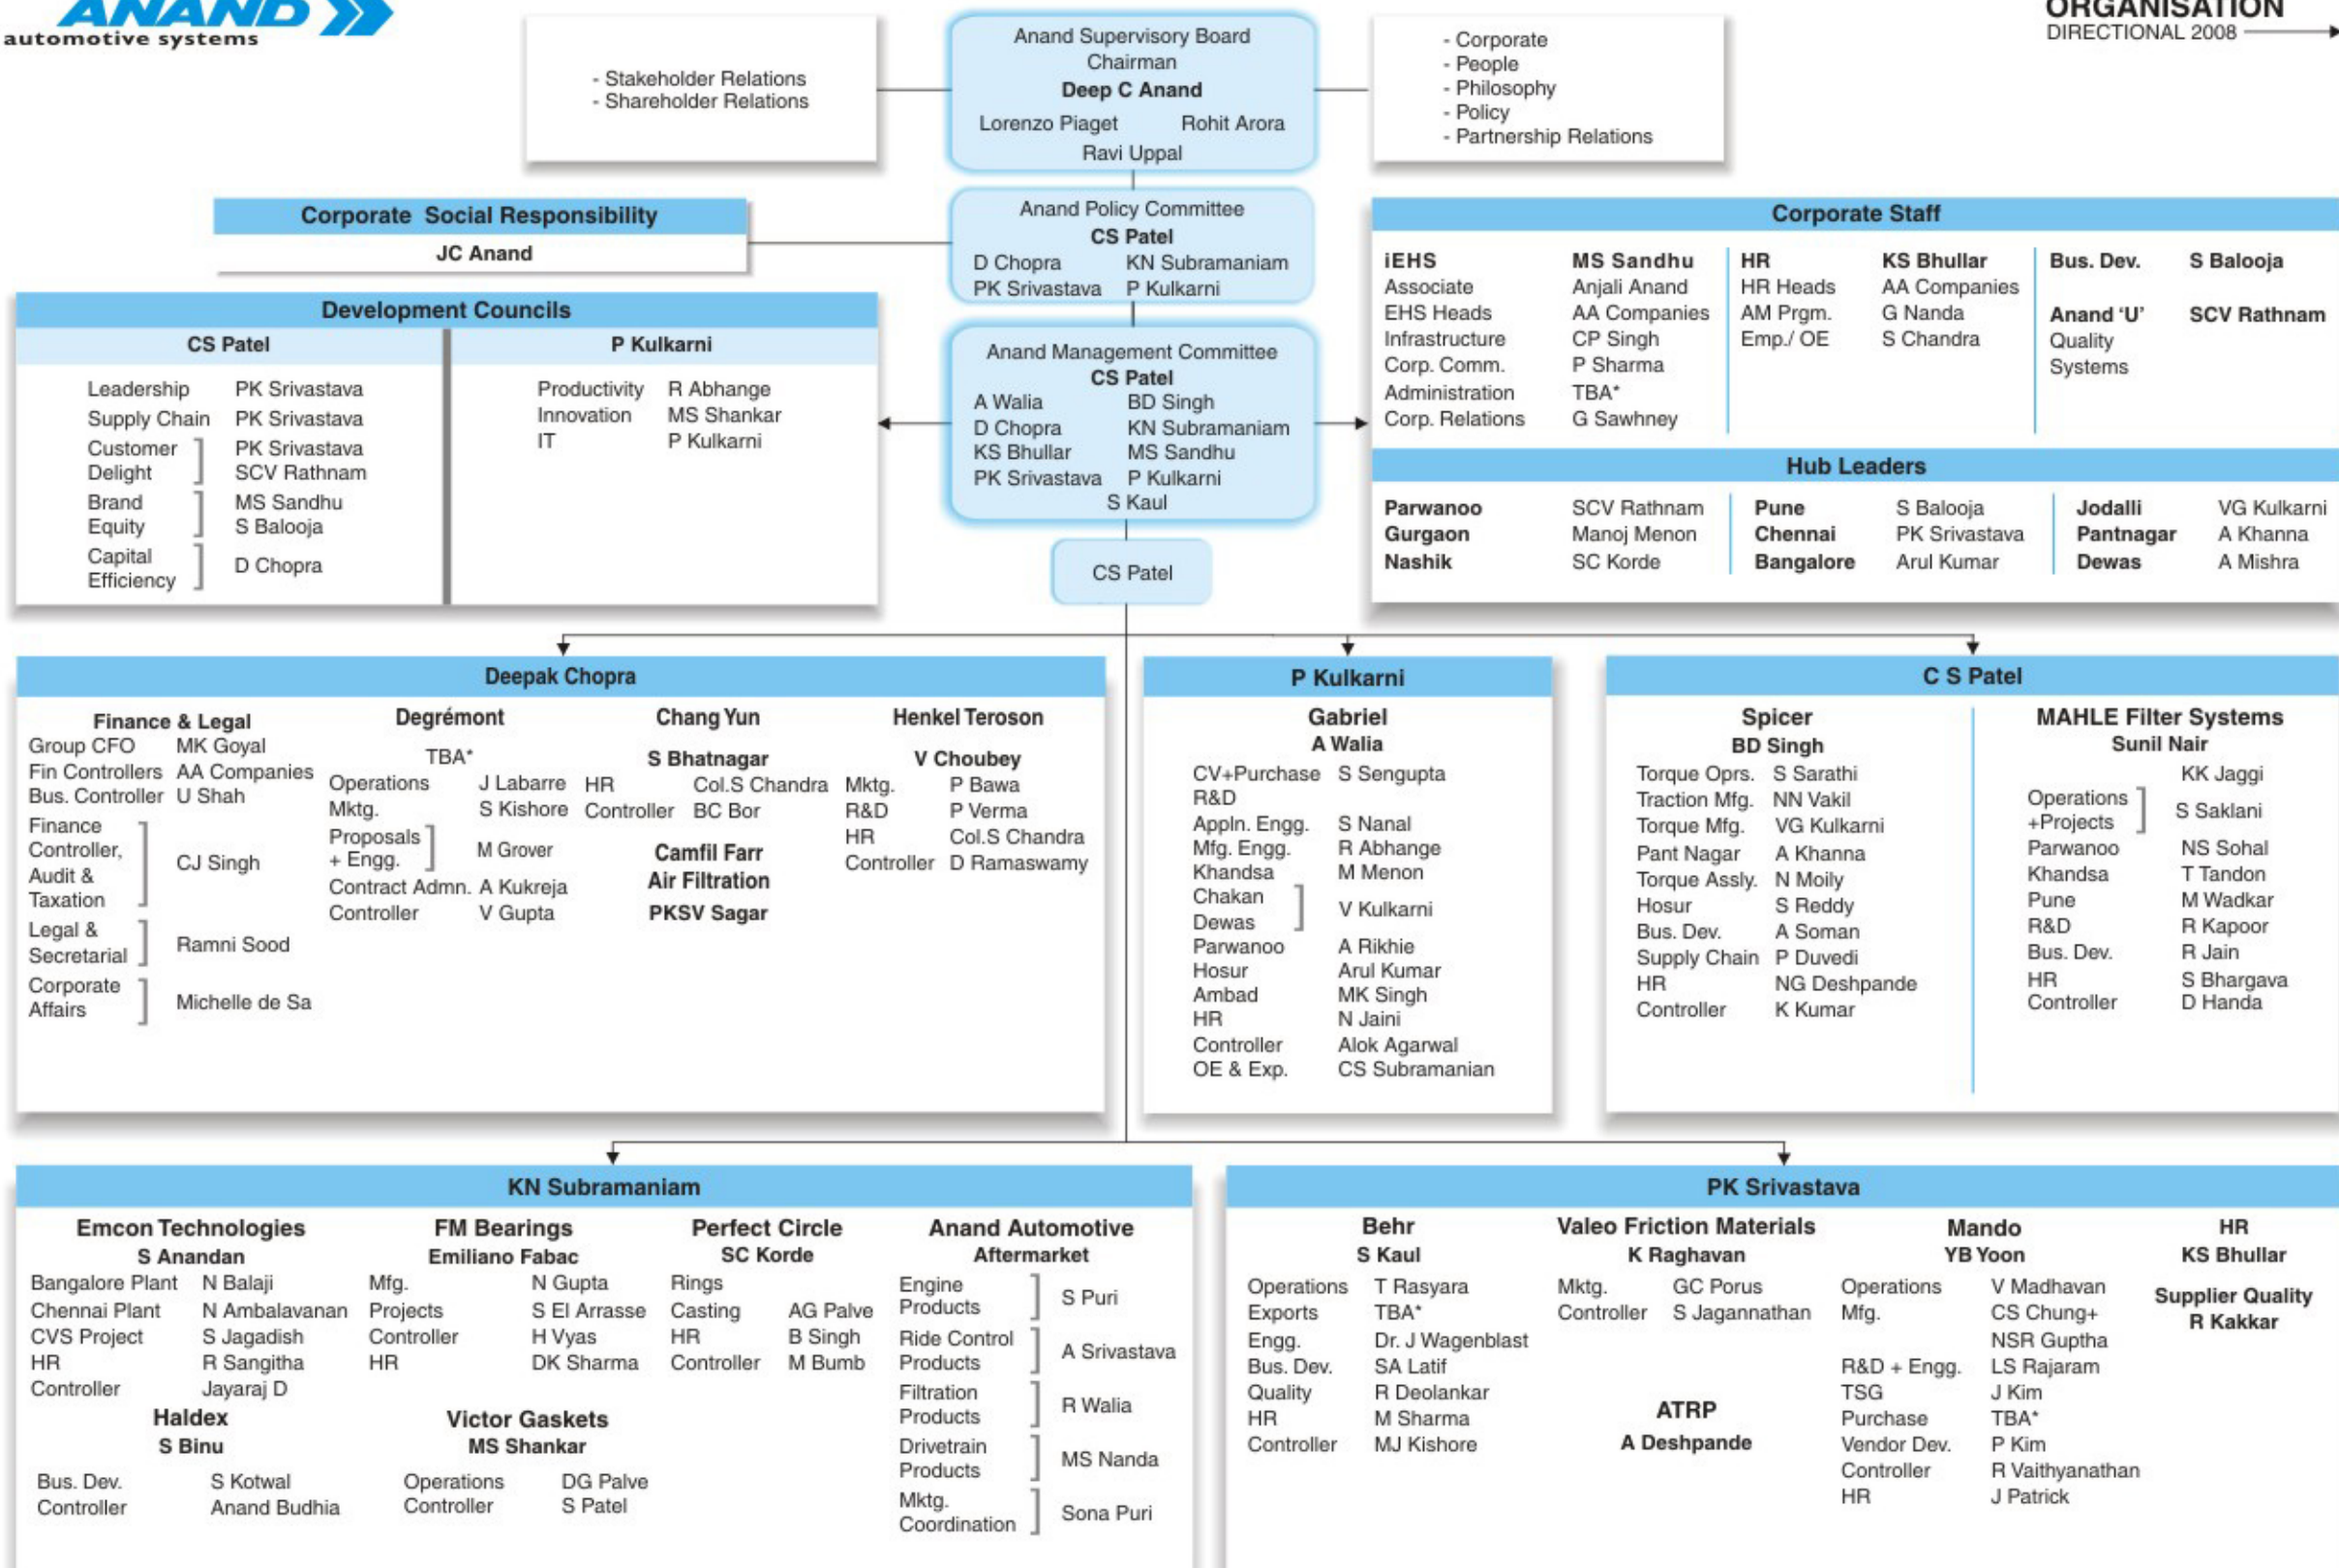 ANAND
automotive systems
ORGANISATION
DIRECTIONAL 2008
- Stakeholder Relations
- Shareholder Relations
Anand Supervisory Board
Chairman
Deep C Anand
Lorenzo Piaget Rohit Arora
Ravi Uppal
- Corporate
- People
- Philosophy
- Policy
- Partnership Relations
Corporate Social Responsibility
JC Anand
Anand Policy Committee
CS Patel
D Chopra KN Subramaniam
PK Srivastava P Kulkarni
Development Councils
CS Patel
Leadership PK Srivastava
Supply Chain PK Srivastava
Customer PK Srivastava
Delight SCV Rathnam
Brand MS Sandhu
Equity S Balooja
Capital
Efficiency
D Chopra
P Kulkarni
Productivity R Abhange
Innovation MS Shankar
IT P Kulkarni
Anand Management Committee
CS Patel
A Walia BD Singh
D Chopra KN Subramaniam
KS Bhullar MS Sandhu
PK Srivastava P Kulkarni
S Kaul
CS Patel
Corporate Staff
iEHS MS Sandhu
Associate Anjali Anand
EHS Heads AA Companies
Infrastructure CP Singh
Corp. Comm. P Sharma
Administration TBA*
Corp. Relations G Sawhney
HR KS Bhullar
HR Heads AA Companies
AM Prgm. G Nanda
Emp./ OE S Chandra
Bus. Dev. S Balooja
Anand ‘U’ SCV Rathnam
Quality
Systems
Hub Leaders
Parwanoo SCV Rathnam
Gurgaon Manoj Menon
Nashik SC Korde
Pune S Balooja
Chennai PK Srivastava
Bangalore Arul Kumar
Jodalli VG Kulkarni
Pantnagar A Khanna
Dewas A Mishra
Deepak Chopra
Finance & Legal
Group CFO MK Goyal
Fin Controllers AA Companies
Bus. Controller U Shah
Finance
Controller,
Audit &
Taxation
CJ Singh
Legal &
Secretarial
Ramni Sood
Corporate
Affairs
Michelle de Sa
Degrémont
TBA*
Operations J Labarre
Mktg. S Kishore
Proposals
+ Engg.
M Grover
Contract Admn. A Kukreja
Controller V Gupta
Chang Yun
S Bhatnagar
HR Col.S Chandra
Controller BC Bor
Camfil Farr
Air Filtration
PKSV Sagar
Henkel Teroson
V Choubey
Mktg. P Bawa
R&D P Verma
HR Col.S Chandra
Controller D Ramaswamy
P Kulkarni
Gabriel
A Walia
CV+Purchase S Sengupta
R&D
Appln. Engg. S Nanal
Mfg. Engg. R Abhange
Khandsa M Menon
Chakan
Dewas
V Kulkarni
Parwanoo A Rikhie
Hosur Arul Kumar
Ambad MK Singh
HR N Jaini
Controller Alok Agarwal
OE & Exp. CS Subramanian
C S Patel
Spicer
BD Singh
Torque Oprs. S Sarathi
Traction Mfg. NN Vakil
Torque Mfg. VG Kulkarni
Pant Nagar A Khanna
Torque Assly. N Moily
Hosur S Reddy
Bus. Dev. A Soman
Supply Chain P Duvedi
HR NG Deshpande
Controller K Kumar
MAHLE Filter Systems
Sunil Nair
KK Jaggi
Operations
+Projects
S Saklani
Parwanoo NS Sohal
Khandsa T Tandon
Pune M Wadkar
R&D R Kapoor
Bus. Dev. R Jain
HR S Bhargava
Controller D Handa
KN Subramaniam
Emcon Technologies
S Anandan
Bangalore Plant N Balaji
Chennai Plant N Ambalavanan
CVS Project S Jagadish
HR R Sangitha
Controller Jayaraj D
FM Bearings
Emiliano Fabac
Mfg. N Gupta
Projects S El Arrasse
Controller H Vyas
HR DK Sharma
Perfect Circle
SC Korde
Rings
Casting AG Palve
HR B Singh
Controller M Bumb
Anand Automotive
Aftermarket
Engine
Products
S Puri
Ride Control
Products
A Srivastava
Filtration
Products
R Walia
Drivetrain
Products
MS Nanda
Mktg.
Coordination
Sona Puri
Haldex
S Binu
Bus. Dev. S Kotwal
Controller Anand Budhia
Victor Gaskets
MS Shankar
Operations DG Palve
Controller S Patel
PK Srivastava
Behr
S Kaul
Operations T Rasyara
Exports TBA*
Engg. Dr. J Wagenblast
Bus. Dev. SA Latif
Quality R Deolankar
HR M Sharma
Controller MJ Kishore
Valeo Friction Materials
K Raghavan
Mktg. GC Porus
Controller S Jagannathan
ATRP
A Deshpande
Mando
YB Yoon
Operations V Madhavan
Mfg. CS Chung+
NSR Guptha
R&D + Engg. LS Rajaram
TSG J Kim
Purchase TBA*
Vendor Dev. P Kim
Controller R Vaithyanathan
HR J Patrick
HR
KS Bhullar
Supplier Quality
R Kakkar